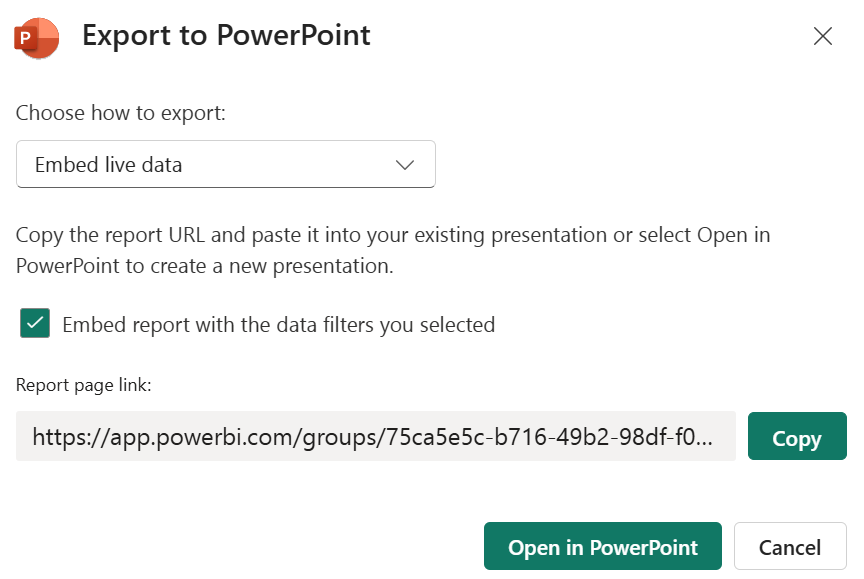 P
Export to PowerPoint
Choose how to export:
Embed live data
Copy the report URL and paste it into your existing presentation or select Open in
PowerPoint to create a new presentation.
Embed report with the data filters you selected
Report page link:
https://app.powerbi.com/groups/75ca5e5c-b716-49b2-98df-f0...
Copy
Open in PowerPoint
Cancel